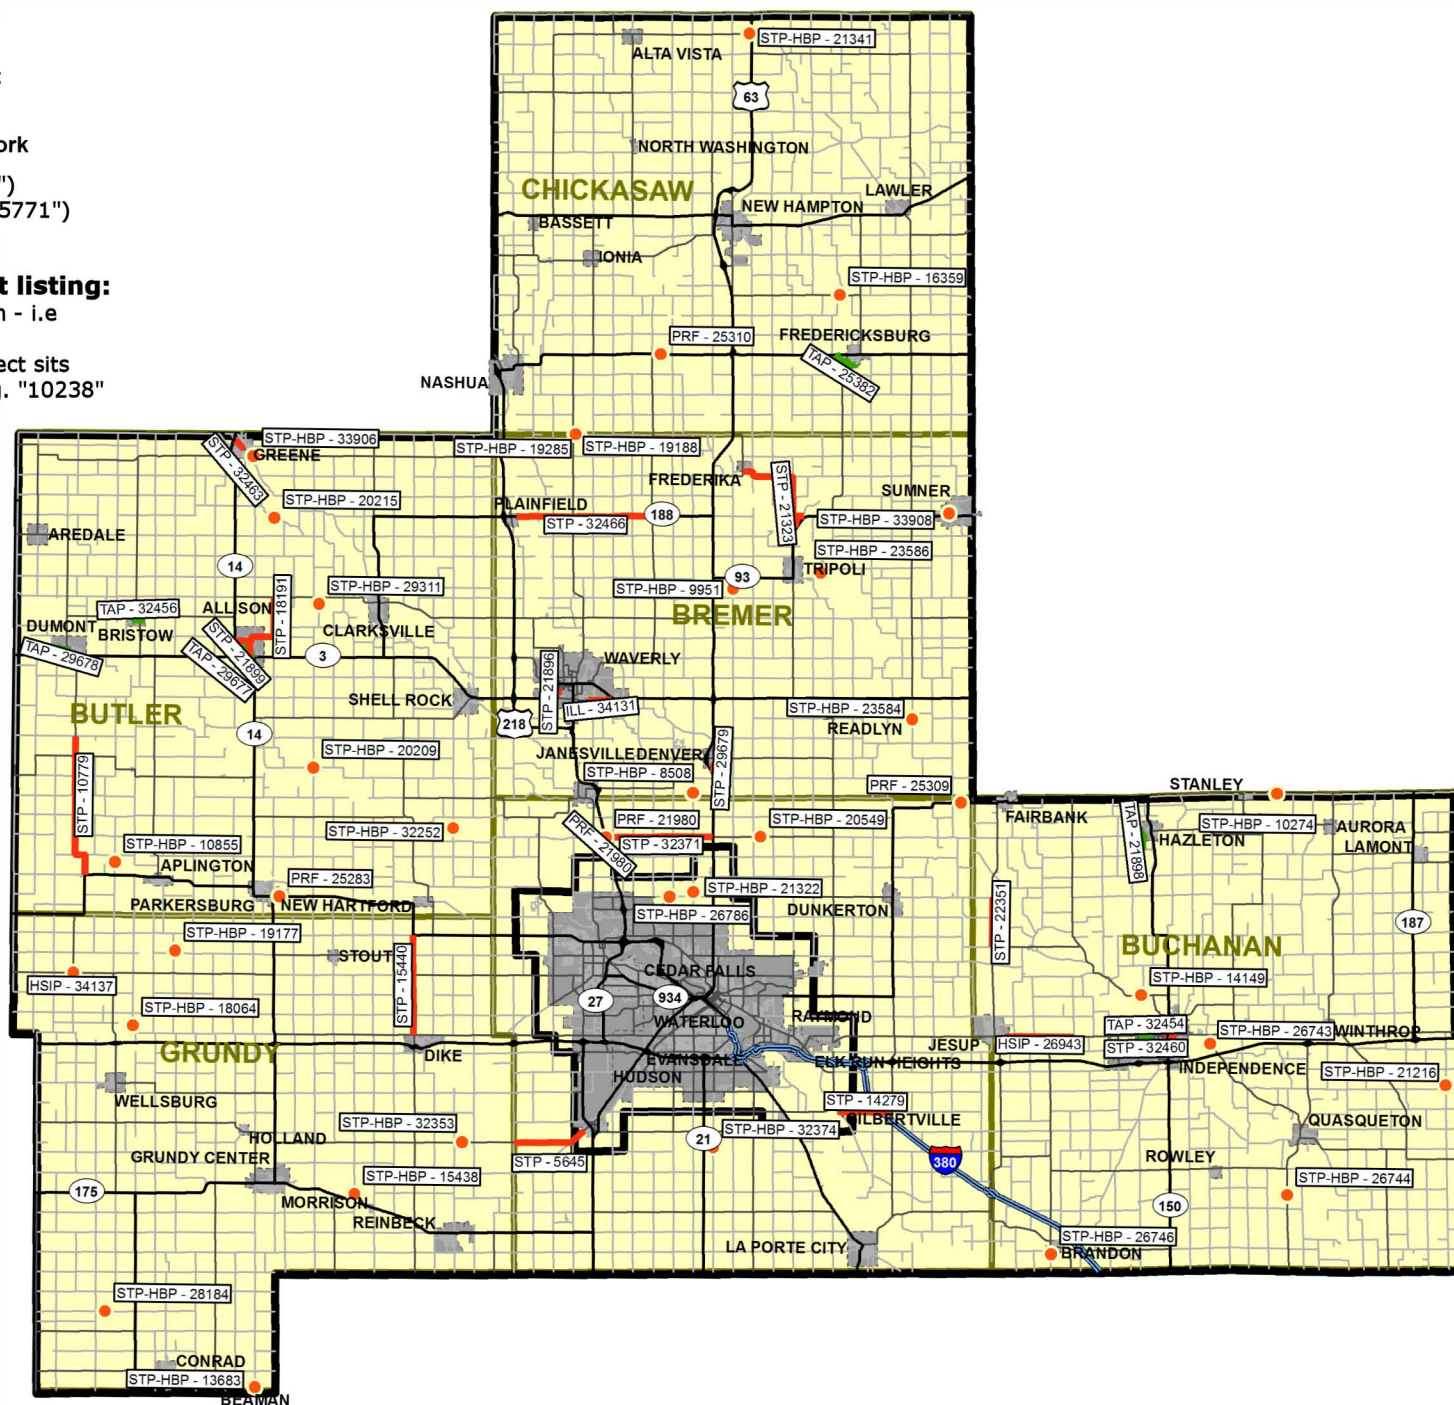 :
ork
")
5771")
t listing:
n - i.e
ect sits
g. "10238"
STP-HBP - 21341
ALTA VISTA
63
NORTH WASHINGTON
CHICKASAW
LAWLER
NEW HAMPTON
BASSETT
IONIA
STP-HBP - 16359
PRF - 25310
FREDERICKSBURG
TAP - 25382
NASHUA
STP-HBP - 33906
STP - 32463
GREENE
STP-HBP - 19285
STP-HBP - 19188
FREDERIKA
STP - 21323
SUMNER
STP-HBP - 20215
PLAINFIELD
188
STP - 32466
STP-HBP - 33908
AREDALE
STP-HBP - 23586
TRIPOLI
14
93
STP-HBP - 29311
STP-HBP - 9951
TAP - 32456
ALLISON
STP - 18191
BREMER
DUMONT
BRISTOW
CLARKSVILLE
TAP - 29678
STP - 21899
TAP - 29677
3
WAVERLY
STP - 21896
SHELL ROCK
ILL - 34131
BUTLER
218
STP-HBP - 23584
READLYN
14
STP-HBP - 20209
JANESVILLE
DENVER
STP - 29679
STP-HBP - 8508
STP - 10779
PRF - 25309
STANLEY
FAIRBANK
TAP - 21898
STP-HBP - 10274
AURORA
HAZLETON
LAMONT
STP-HBP - 32252
PRF - 21980
PRF - 21980
STP-HBP - 20549
STP - 32371
STP-HBP - 10855
APLINGTON
PRF - 25283
PARKERSBURG
NEW HARTFORD
STP-HBP - 21322
STP-HBP - 26786
DUNKERTON
STP - 22351
187
BUCHANAN
STP-HBP - 19177
STOUT
STP - 15440
CEDAR FALLS
HSIP - 34137
STP-HBP - 14149
27
934
STP-HBP - 18064
WATERLOO
RAYMOND
TAP - 32454
STP-HBP - 26743
WINTHROP
GRUNDY
DIKE
JESUP
HSIP - 26943
STP - 32460
EVANSDALE
ELK RUN HEIGHTS
INDEPENDENCE
HUDSON
STP-HBP - 21216
WELLSBURG
STP - 14279
GILBERTVILLE
QUASQUETON
STP-HBP - 32353
STP-HBP - 32374
HOLLAND
21
GRUNDY CENTER
STP - 5645
380
ROWLEY
STP-HBP - 15438
STP-HBP - 26744
175
MORRISON
150
REINBECK
STP-HBP - 26746
LA PORTE CITY
BRANDON
STP-HBP - 28184
CONRAD
STP-HBP - 13683
BEAMAN